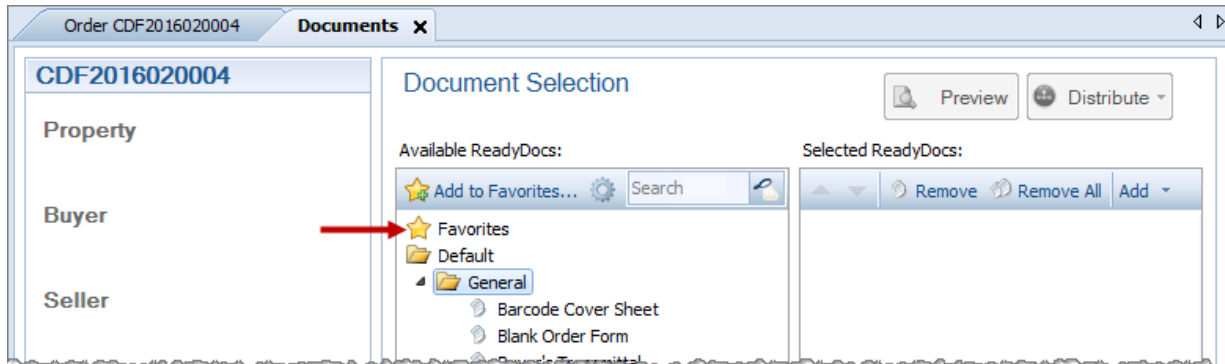 Order CDF2016020004 Documents
CDF2016020004
Property
Buyer
Seller
Document Selection
Preview Distribute
Available ReadyDocs:
Add to Favorites... Search
Favorites
Default
General
Barcode Cover Sheet
Blank Order Form
Selected ReadyDocs:
Remove Remove All Add